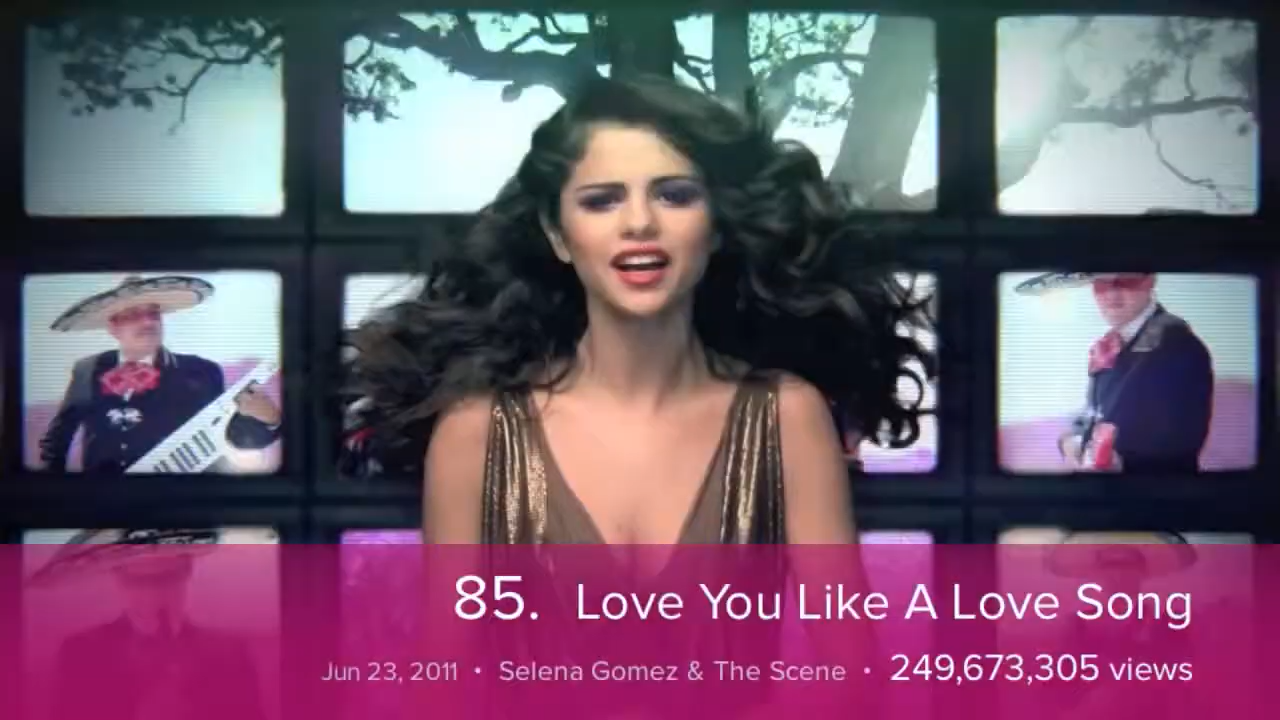 85. Love You Like A Love Song
Jun 23, 2011 • Selena Gomez & The Scene • 249,673,305 views